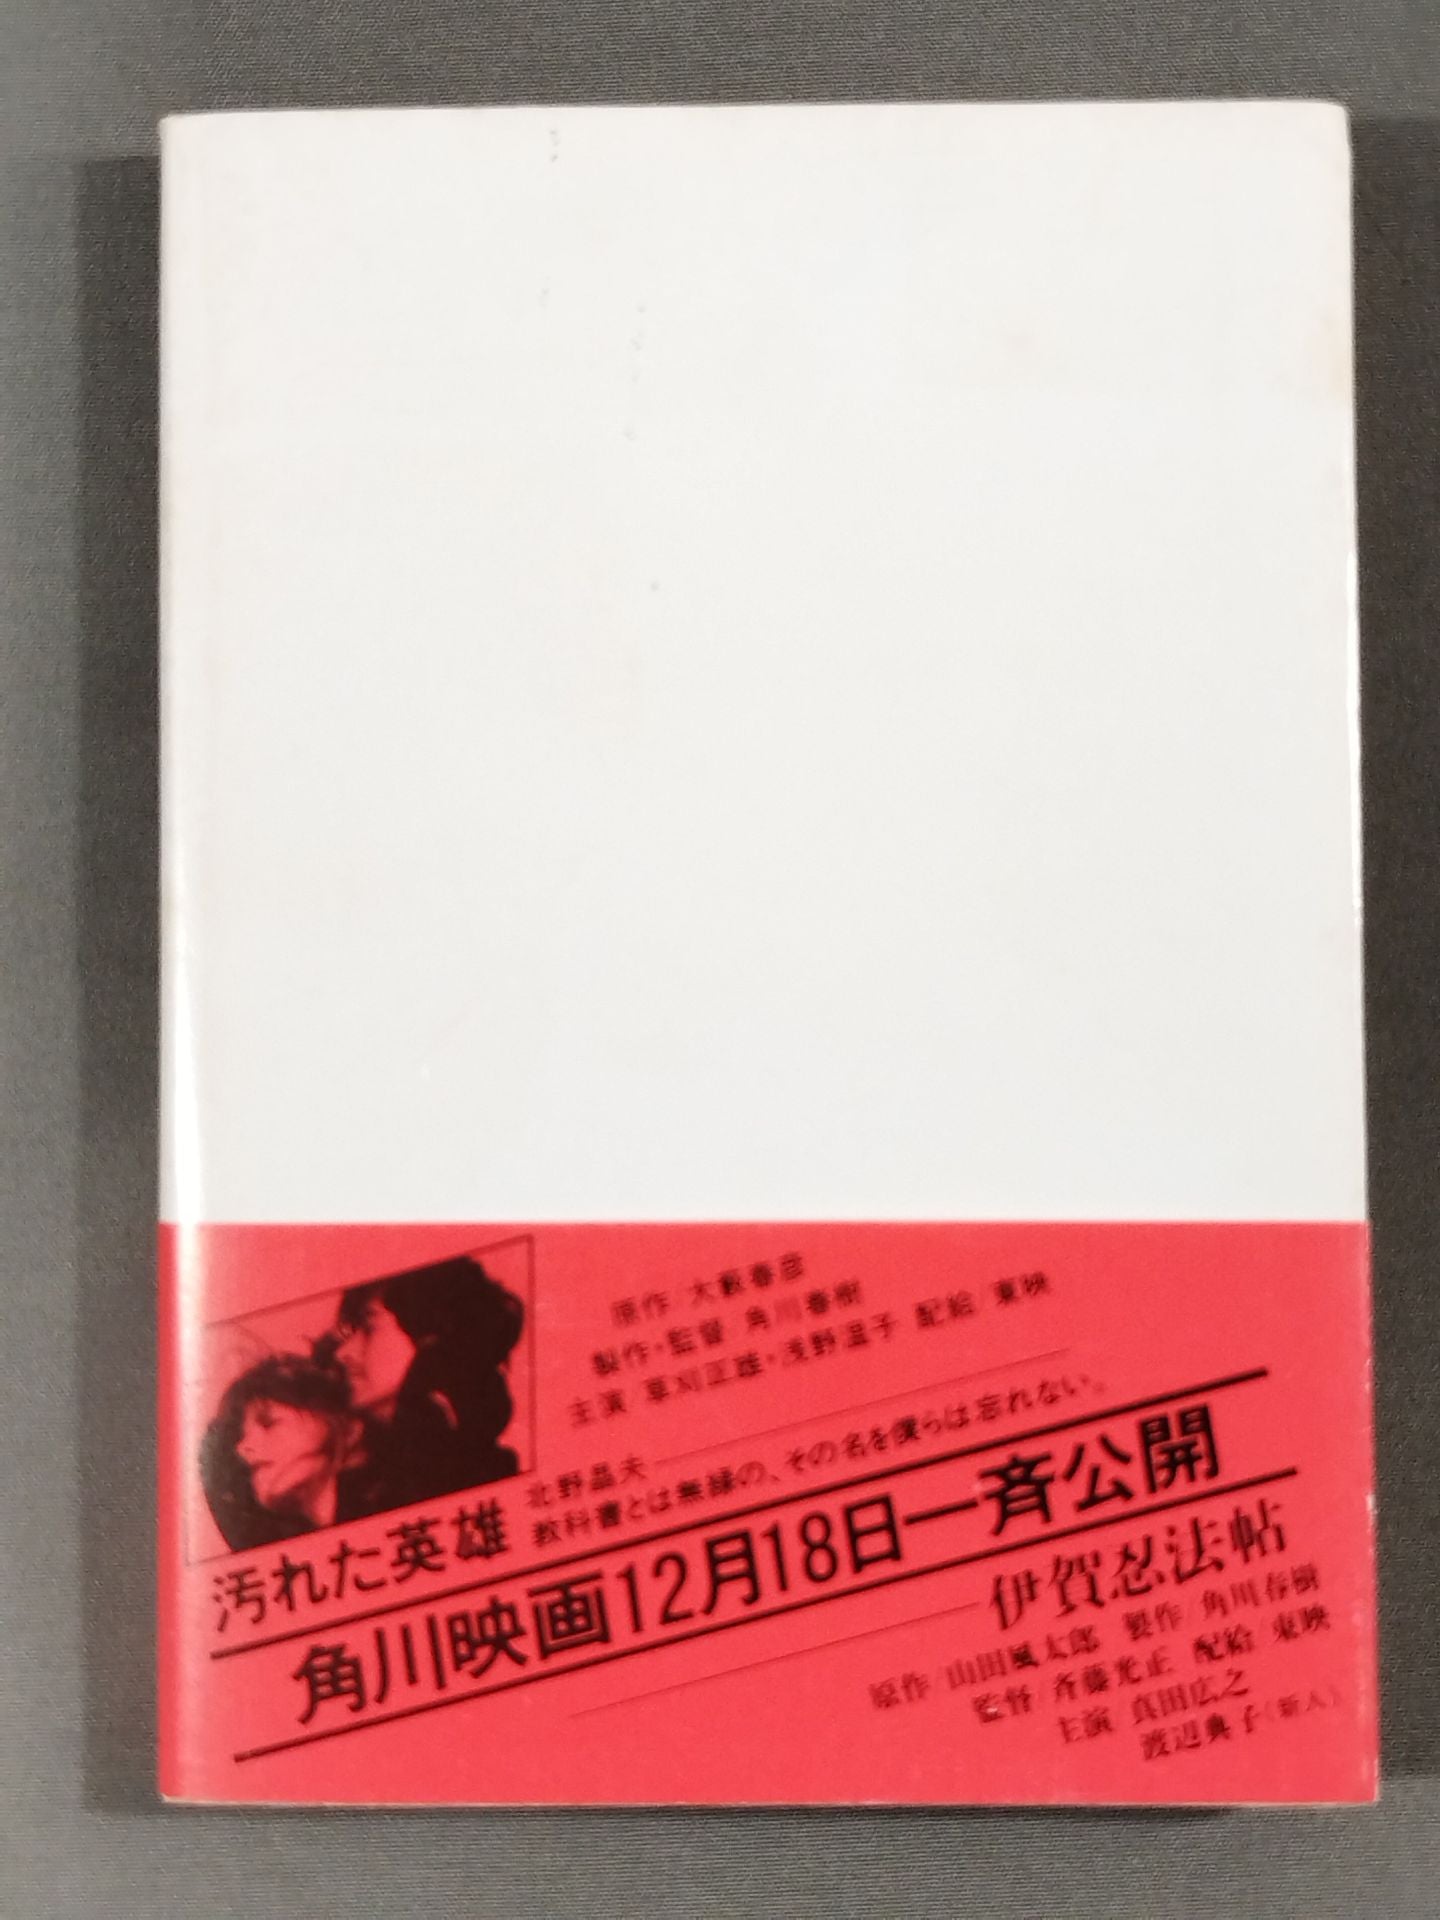 原作/大藪春彦
製作・監督/角川春樹
主演/草刈正雄・浅野温子 配給/東映
北野晶夫
教科書とは無縁の、その名を僕らは忘れない。
汚れた英雄
角川映画12月18日一斉公開
伊賀忍法帖
原作/山田風太郎 製作/角川春樹
監督/斉藤光正 配給/東映
主演/真田広之
渡辺典子(新人)